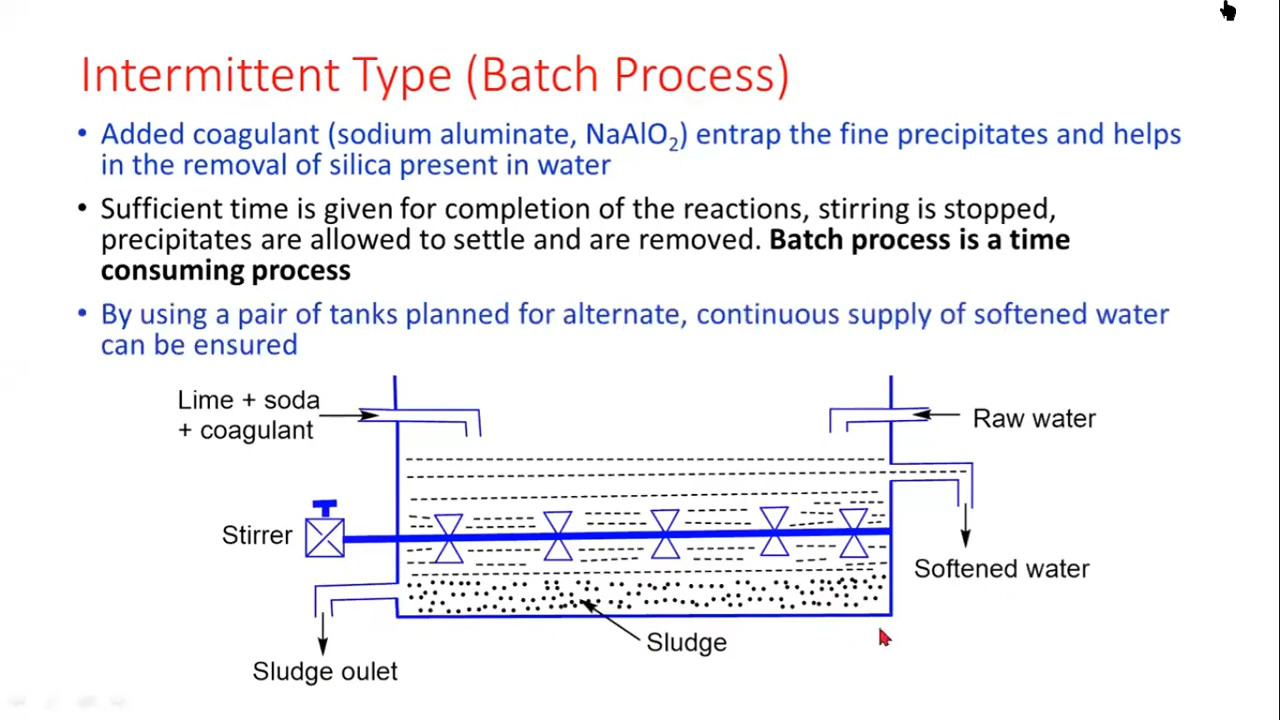 Intermittent Type (Batch Process)
• Added coagulant (sodium aluminate, NaAlO₂) entrap the fine precipitates and helps
in the removal of silica present in water
• Sufficient time is given for completion of the reactions, stirring is stopped,
precipitates are allowed to settle and are removed. Batch process is a time
consuming process
• By using a pair of tanks planned for alternate, continuous supply of softened water
can be ensured
Lime + soda
+ coagulant
Raw water
Stirrer
Softened water
Sludge
Sludge oulet